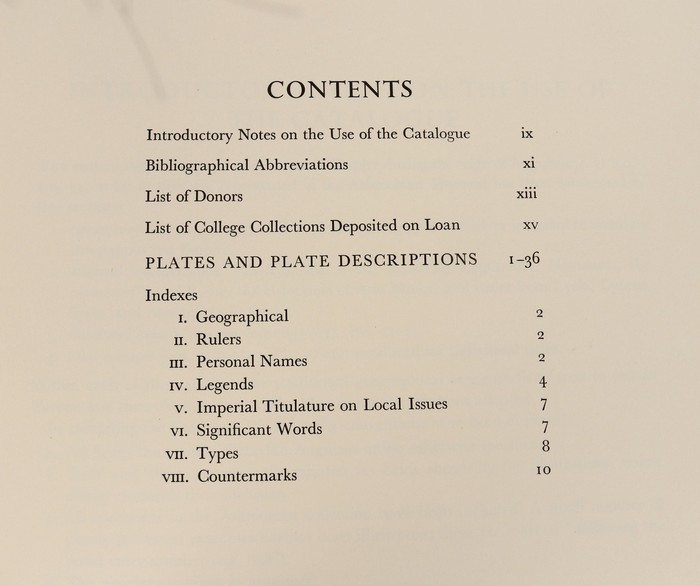 CONTENTS
Introductory Notes on the Use of the Catalogue ix
Bibliographical Abbreviations xi
List of Donors xiii
List of College Collections Deposited on Loan xv
PLATES AND PLATE DESCRIPTIONS 1–36
Indexes
I. Geographical 2
II. Rulers 2
III. Personal Names 2
IV. Legends 4
V. Imperial Titulature on Local Issues 7
VI. Significant Words 7
VII. Types 8
VIII. Countermarks 10